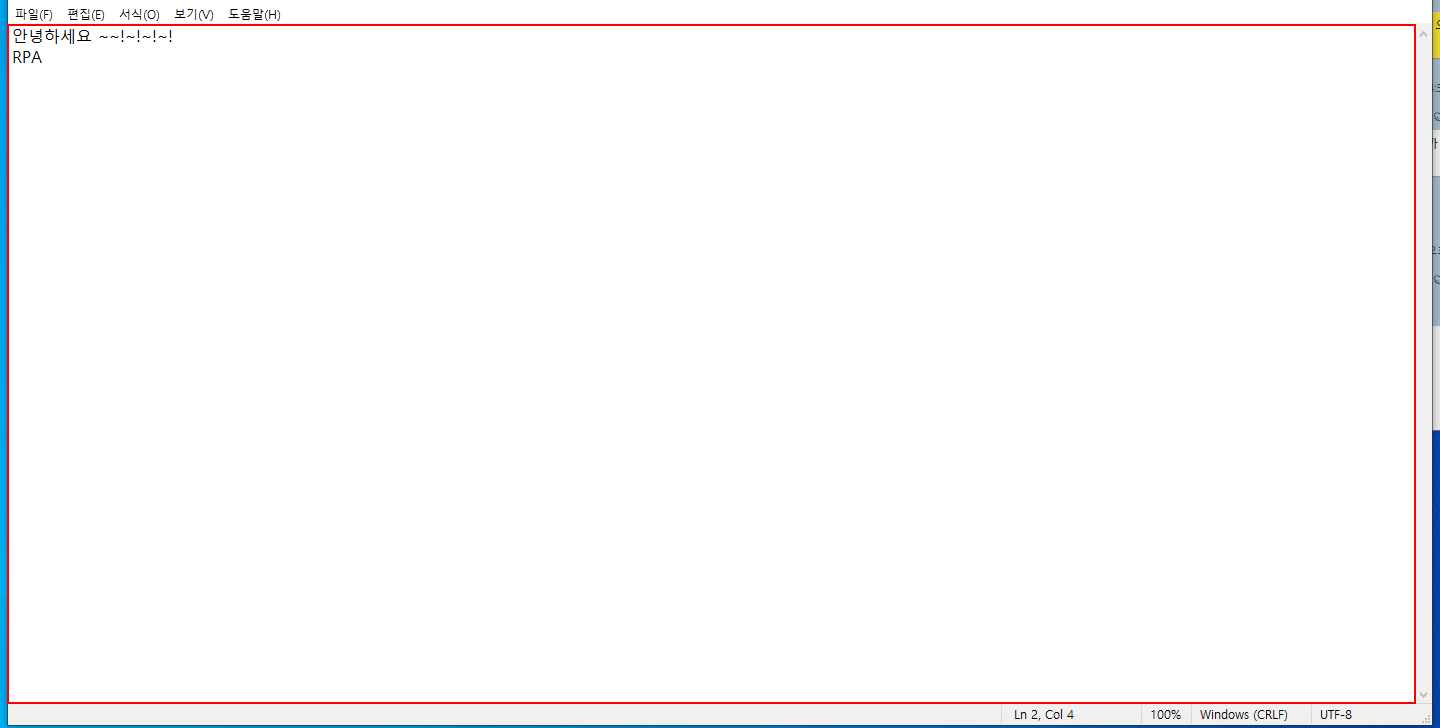 파일(F) 편집(E) 서식(O) 보기(V) 도움말(H)
안녕하세요 ~~!~!~!~!
RPA
Ln 2, Col 4 100% Windows (CRLF) UTF-8